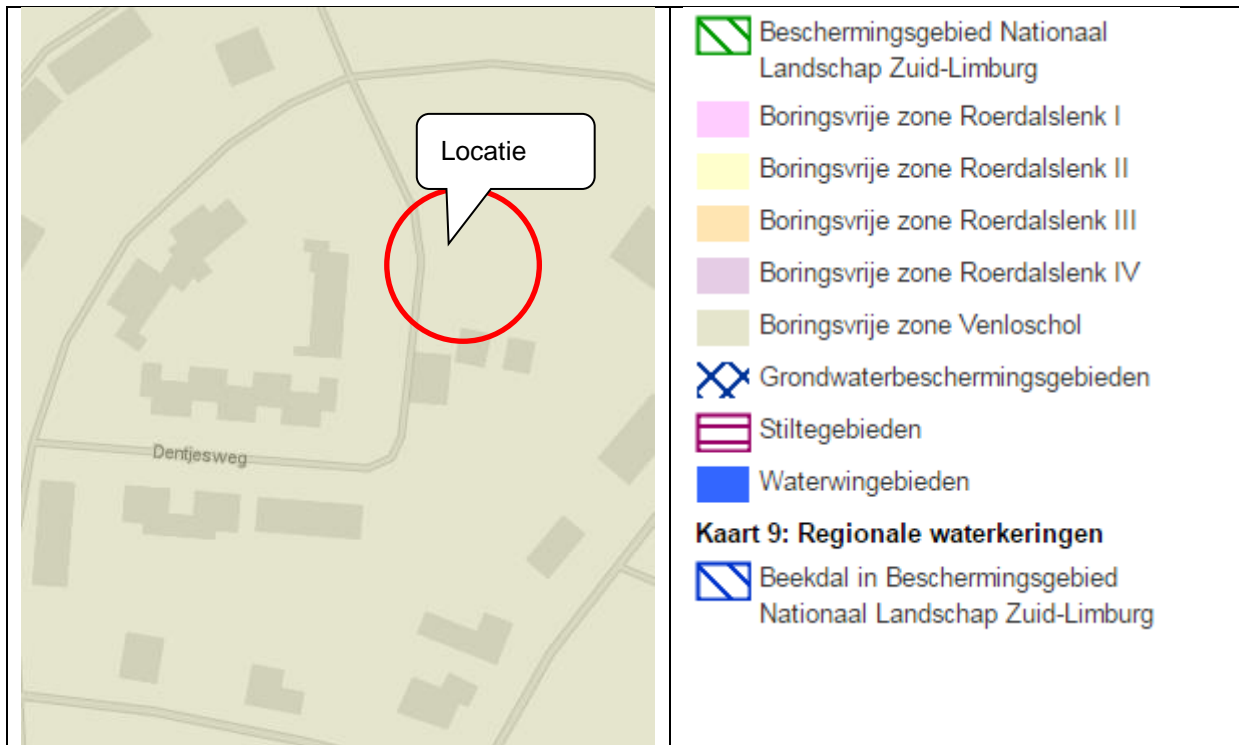 Locatie
Dentjesweg
Beschermingsgebied Nationaal
Landschap Zuid-Limburg
Boringsvrije zone Roerdalslenk I
Boringsvrije zone Roerdalslenk II
Boringsvrije zone Roerdalslenk III
Boringsvrije zone Roerdalslenk IV
Boringsvrije zone Venloschol
Grondwaterbeschermingsgebieden
Stiltegebieden
Waterwingebieden
Kaart 9: Regionale waterkeringen
Beekdal in Beschermingsgebied
Nationaal Landschap Zuid-Limburg